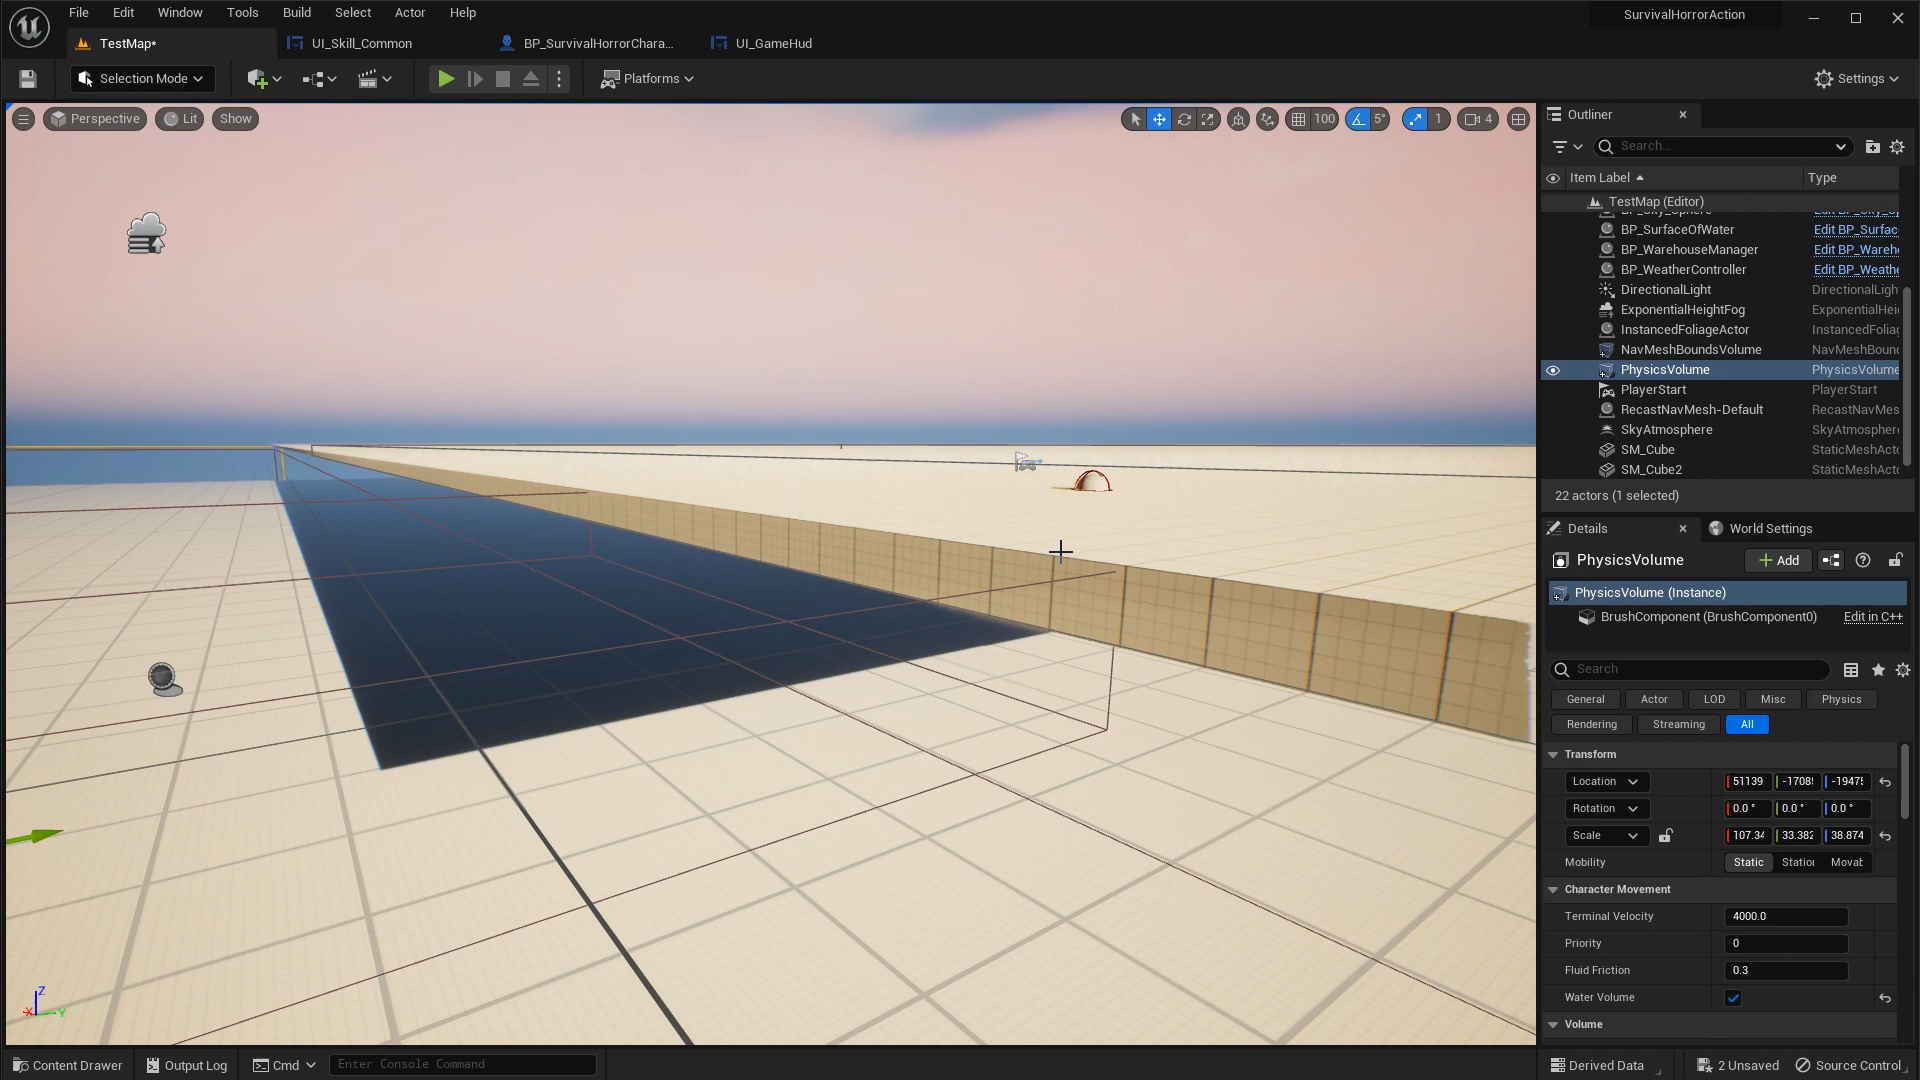 File Edit Window Tools Build Select Actor Help
SurvivalHorrorAction
TestMap*
UI_Skill_Common
BP_SurvivalHorrorChara...
UI_GameHud
Selection Mode
Platforms
Settings
Perspective
Lit
Show
100
5°
1
4
Outliner
Search...
Item Label
Type
TestMap (Editor)
BP_Sky_Sphere
BP_SurfaceOfWater Edit BP_Surfac
BP_WarehouseManager Edit BP_Wareh
BP_WeatherController Edit BP_Weathe
DirectionalLight DirectionalLigh
ExponentialHeightFog ExponentialHei
InstancedFoliageActor InstancedFolia
NavMeshBoundsVolume NavMeshBoun
PhysicsVolume PhysicsVolume
PlayerStart PlayerStart
RecastNavMesh-Default RecastNavMes
SkyAtmosphere SkyAtmosphere
SM_Cube StaticMeshActo
SM_Cube2 StaticMeshActo
22 actors (1 selected)
Details
World Settings
PhysicsVolume
Add
PhysicsVolume (Instance)
BrushComponent (BrushComponent0) Edit in C++
Search
General Actor LOD Misc Physics
Rendering Streaming All
Transform
Location 51139 -1708 -1947
Rotation 0.0 ° 0.0 ° 0.0 °
Scale 107.34 33.382 38.874
Mobility Static Station Movab
Character Movement
Terminal Velocity 4000.0
Priority 0
Fluid Friction 0.3
Water Volume
Volume
Z
X
Y
Content Drawer
Output Log
Cmd
Enter Console Command
Derived Data
2 Unsaved
Source Control